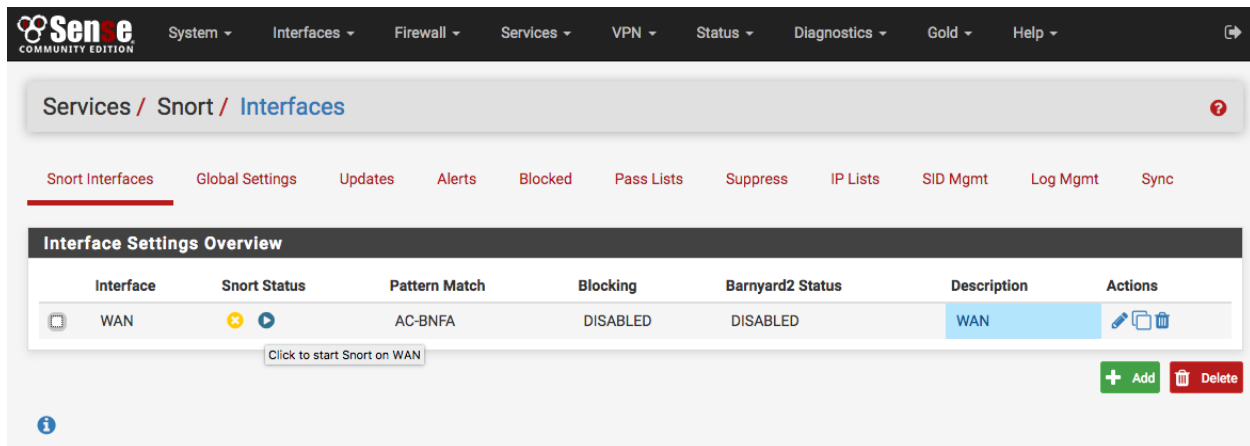 Sense
COMMUNITY EDITION
System Interfaces Firewall Services VPN Status Diagnostics Gold Help
Services / Snort / Interfaces
Snort Interfaces Global Settings Updates Alerts Blocked Pass Lists Suppress IP Lists SID Mgmt Log Mgmt Sync
Interface Settings Overview
Interface Snort Status Pattern Match Blocking Barnyard2 Status Description Actions
WAN AC-BNFA DISABLED DISABLED WAN
Click to start Snort on WAN
Add Delete